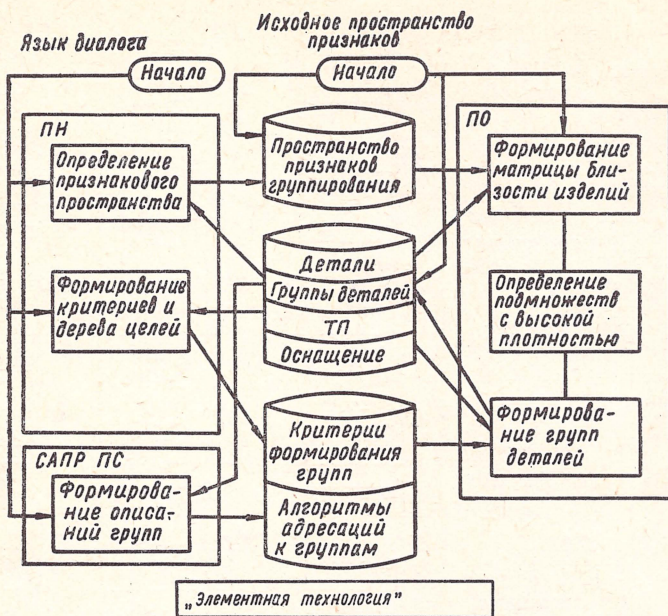 Язык диалога
Начало
Исходное пространство
признаков
Начало
ПН
Определение
признакового
пространства
Формирование
критериев и
дерева целей
САПР ПС
Формирова-
ние описа-
ний групп
Пространство
признаков
группирования
Детали
Группы деталей
ТП
Оснащение
Критерии
формирования
групп
Алгоритмы
адресаций
к группам
ПО
Формирование
матрицы бли-
зости изделий
Определение
подмножеств
с высокой
плотностью
Формирова-
ние групп
деталей
„Элементная технология"